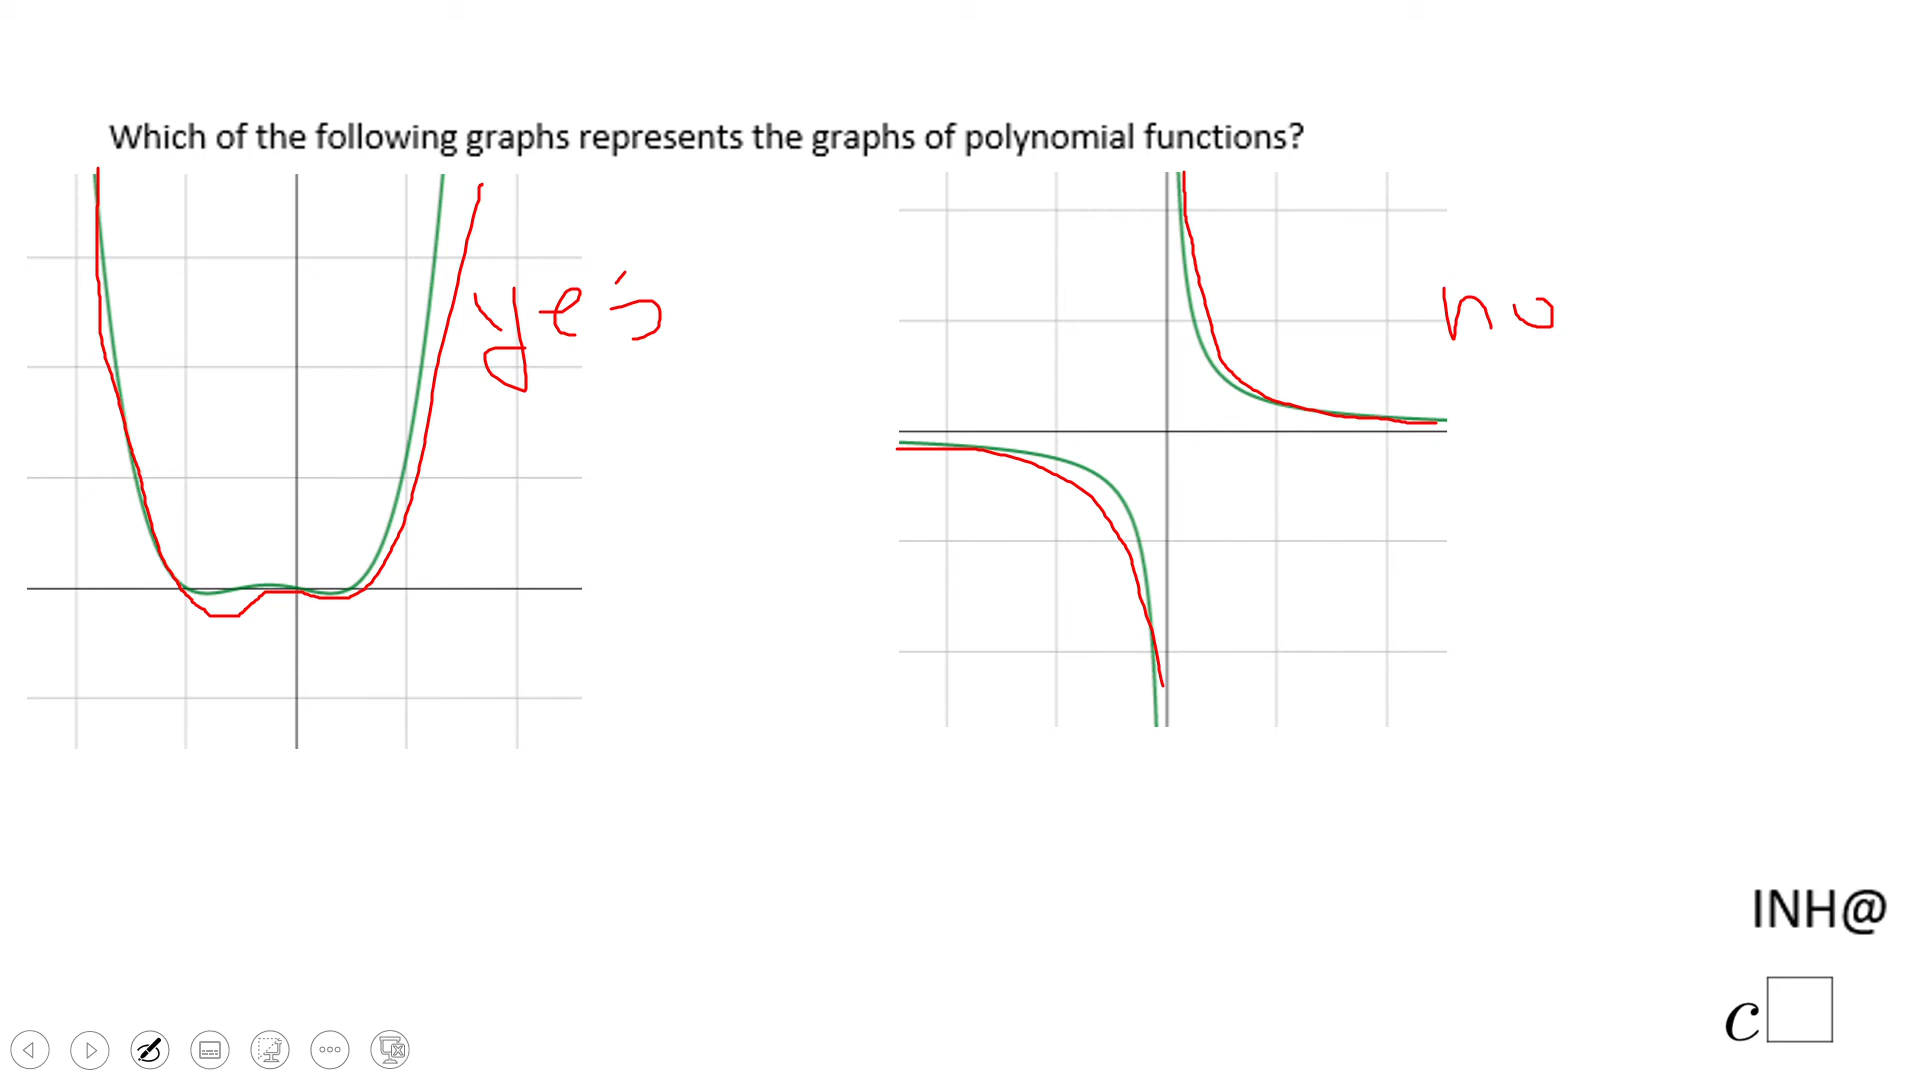 Which of the following graphs represents the graphs of polynomial functions?
yes
no
INH@
c